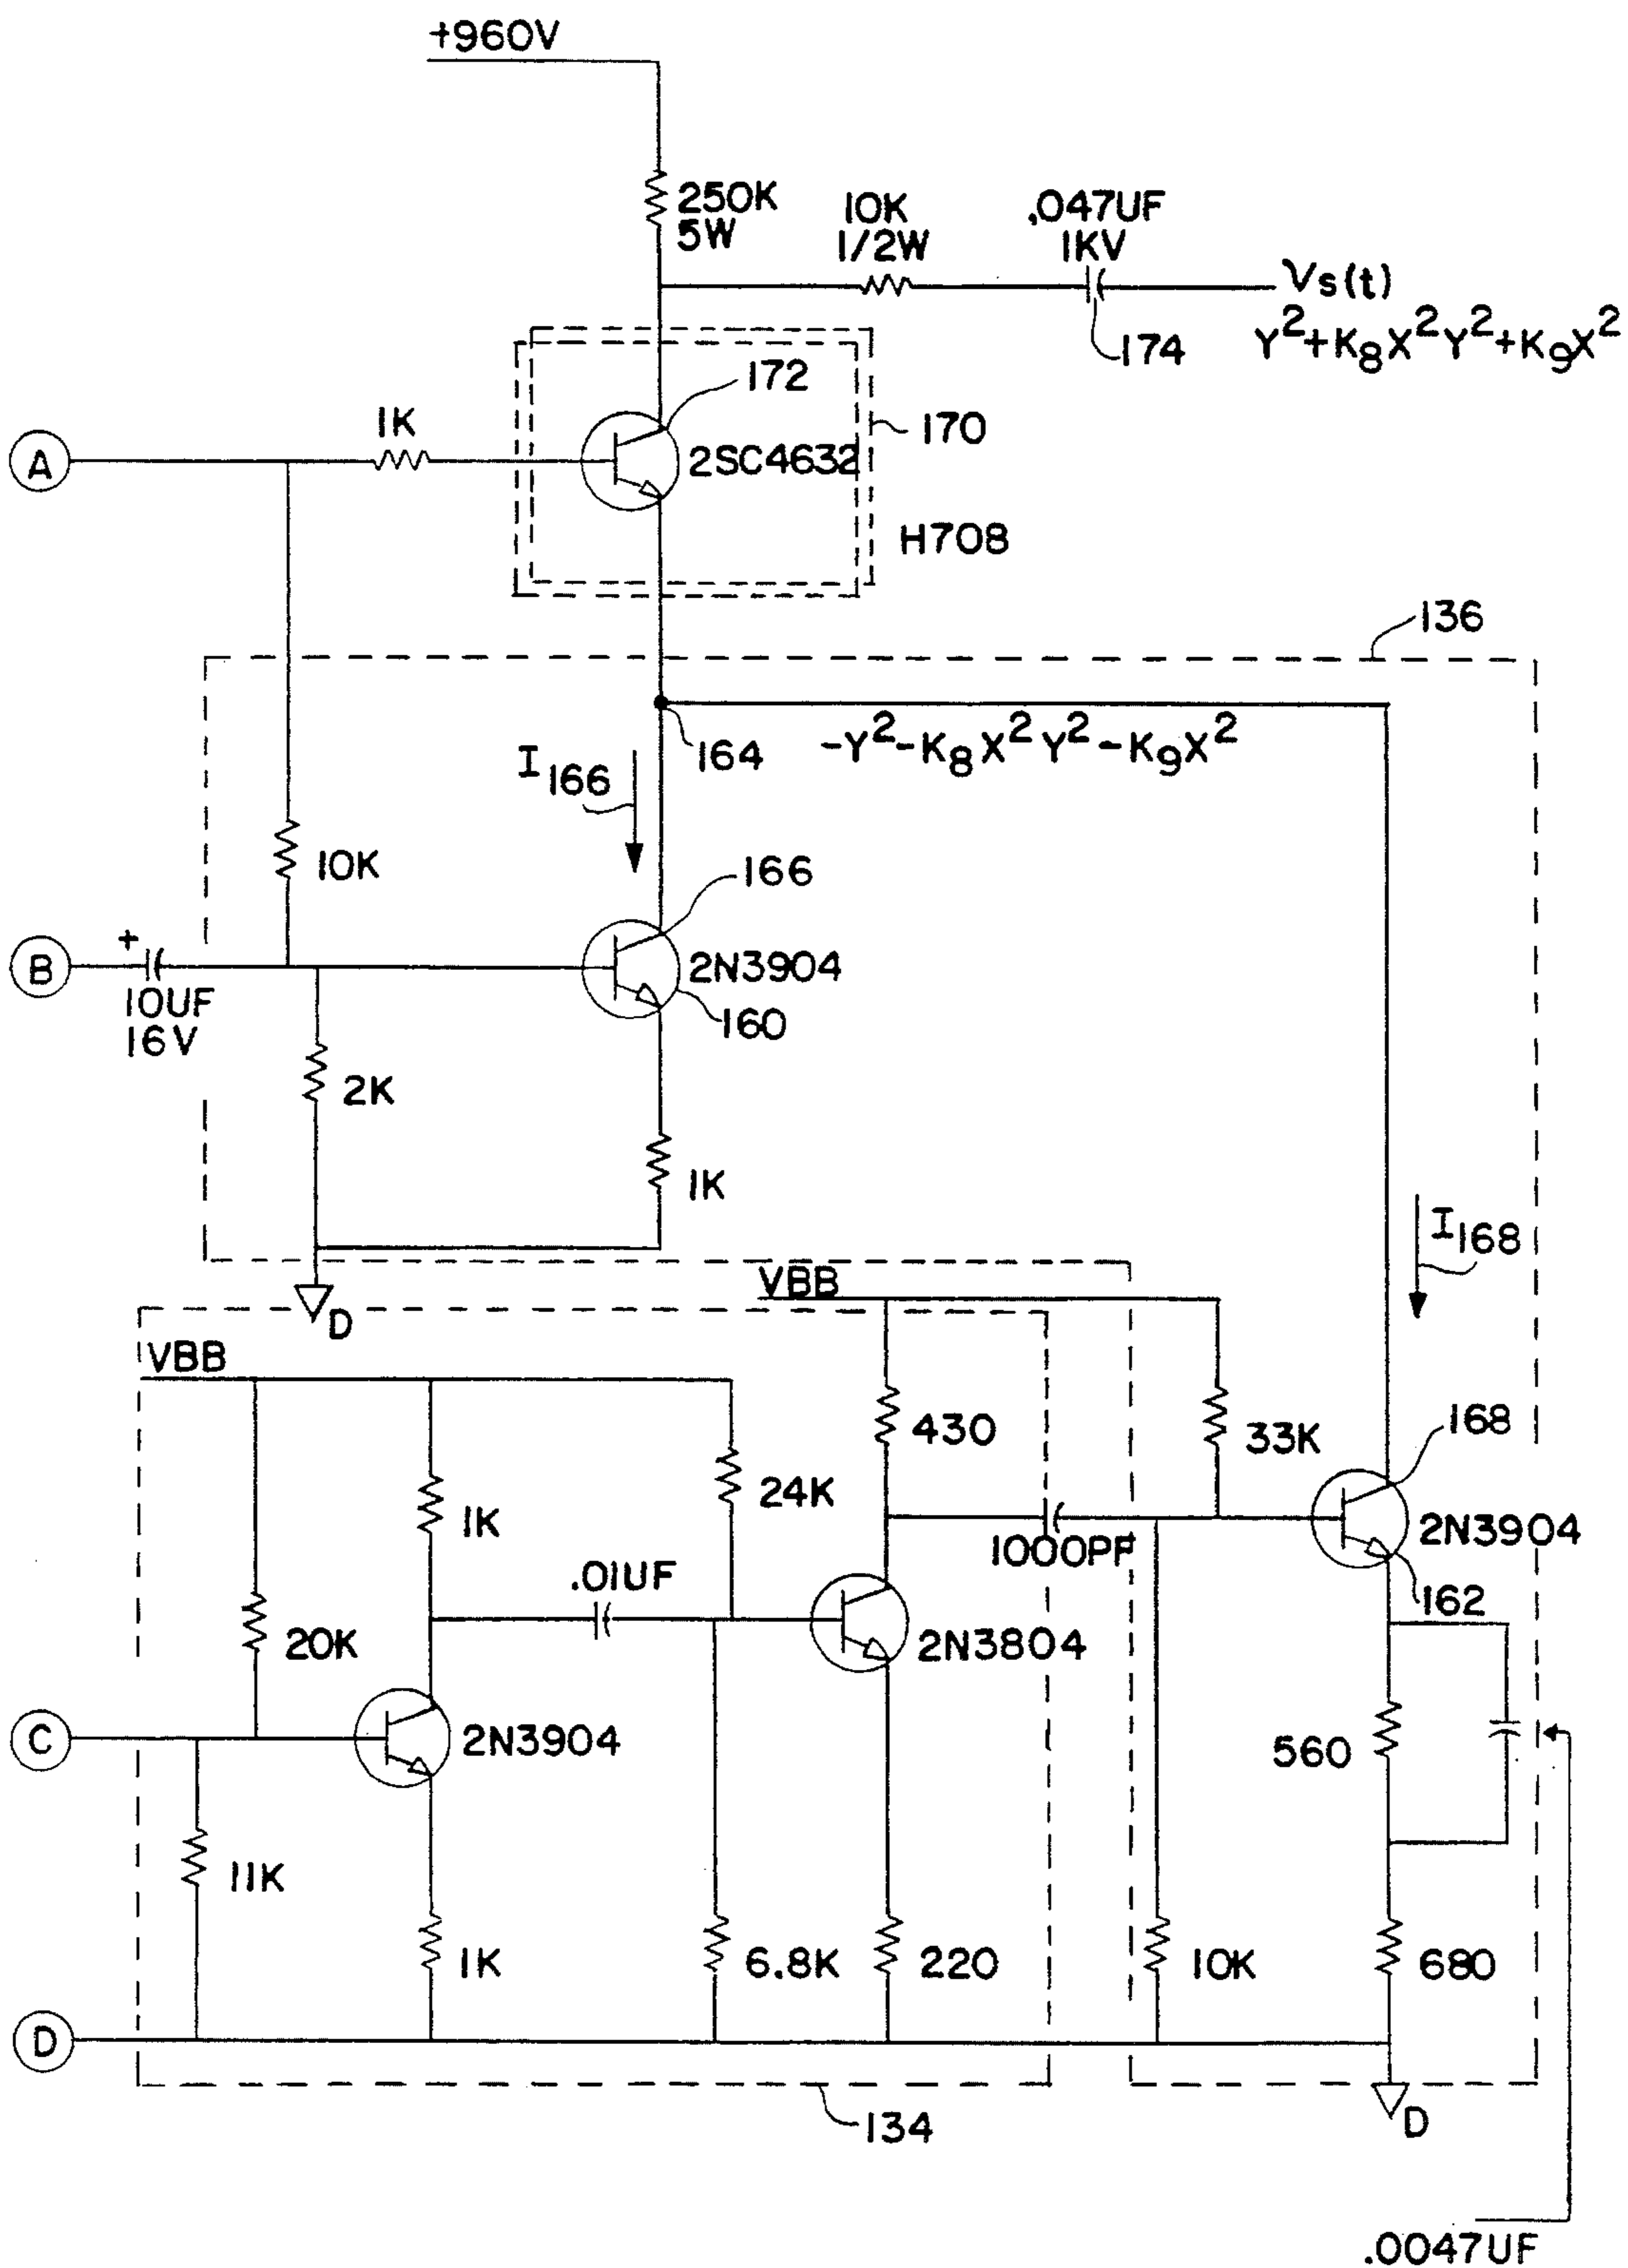 +960V
250K
5W
10K
1/2W
.047UF
1KV
Vs(t)
Y²+K₈X²Y²+K₉X²
174
172
1K
170
A
2SC4632
H708
136
164
-Y²-K₈X²Y²-K₉X²
I₁₆₆
10K
166
+
B
2N3904
10UF
16V
160
2K
1K
I₁₆₈
VBB
D
VBB
430
33K
168
24K
1K
2N3904
1000PF
.01UF
162
20K
2N3804
C
2N3904
560
11K
1K
6.8K
220
10K
680
D
134
D
.0047UF